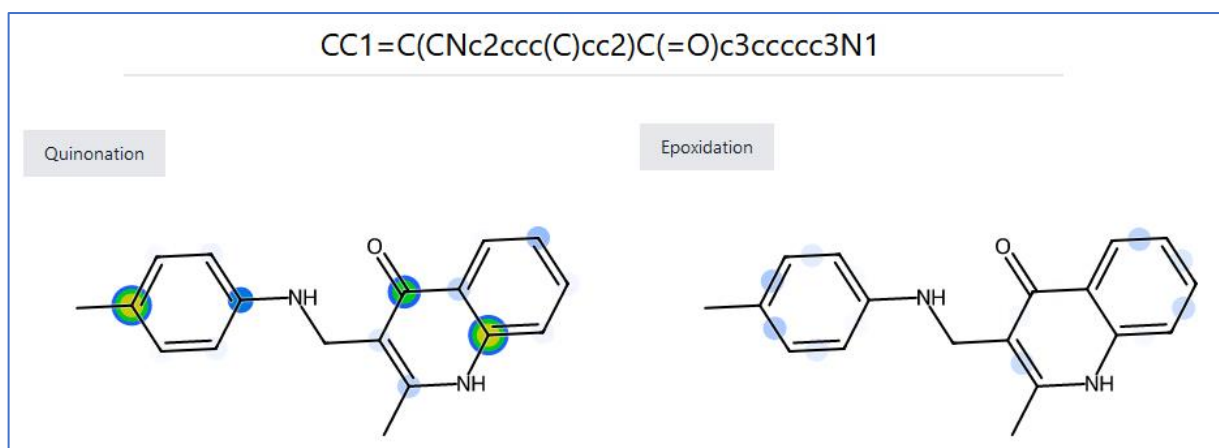 CC1=C(CNc2ccc(C)cc2)C(=O)c3ccccc3N1
Quinonation
Epoxidation
O
NH
NH
O
NH
NH